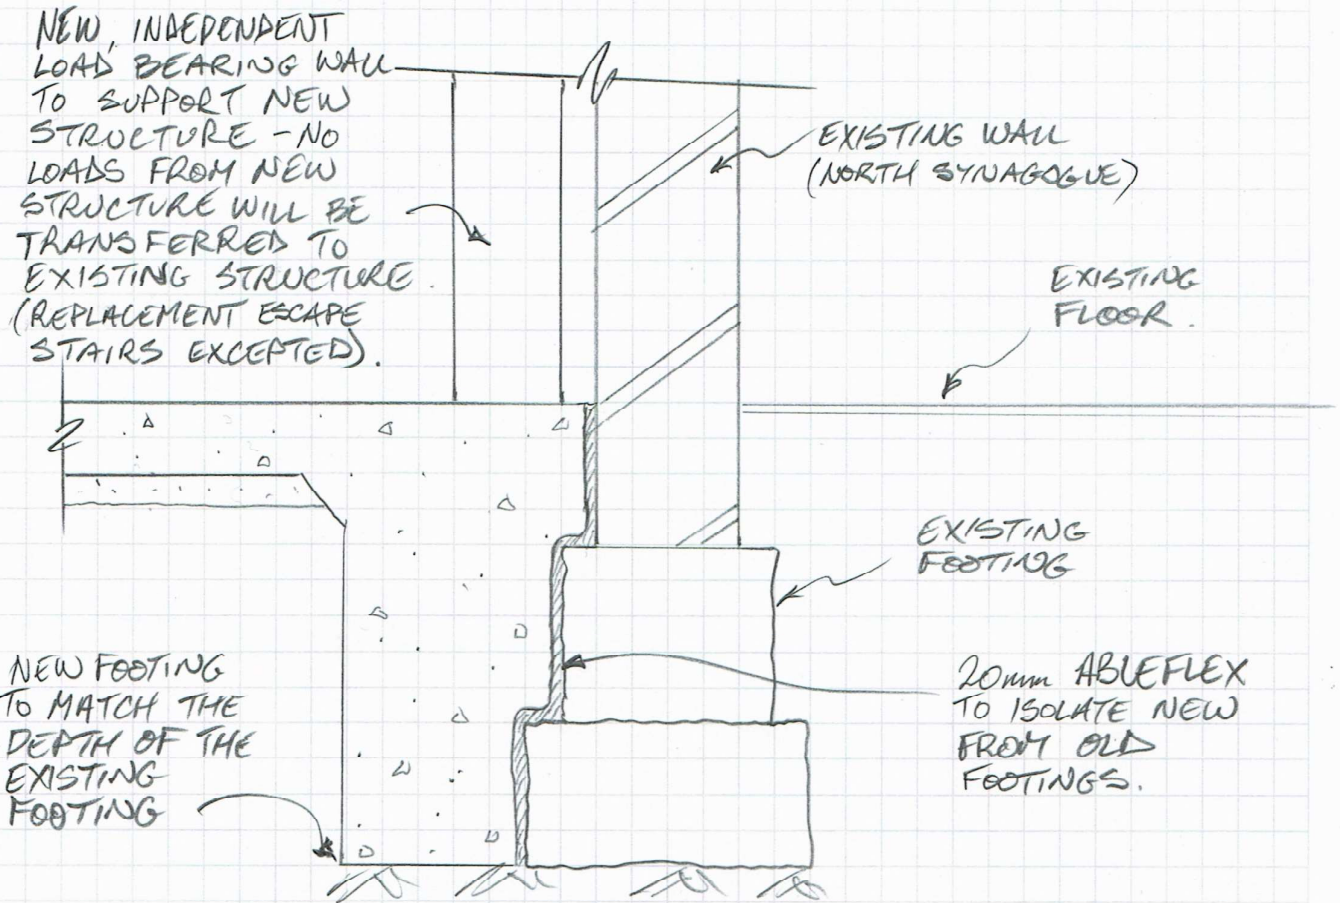 NEW, INDEPENDENT
LOAD BEARING WALL
TO SUPPORT NEW
STRUCTURE - NO
LOADS FROM NEW
STRUCTURE WILL BE
TRANSFERRED TO
EXISTING STRUCTURE.
(REPLACEMENT ESCAPE
STAIRS EXCEPTED).
EXISTING WALL
(NORTH SYNAGOGUE)
EXISTING
FLOOR.
EXISTING
FOOTING
NEW FOOTING
TO MATCH THE
DEPTH OF THE
EXISTING
FOOTING
20mm ABLEFLEX
TO ISOLATE NEW
FROM OLD
FOOTINGS.